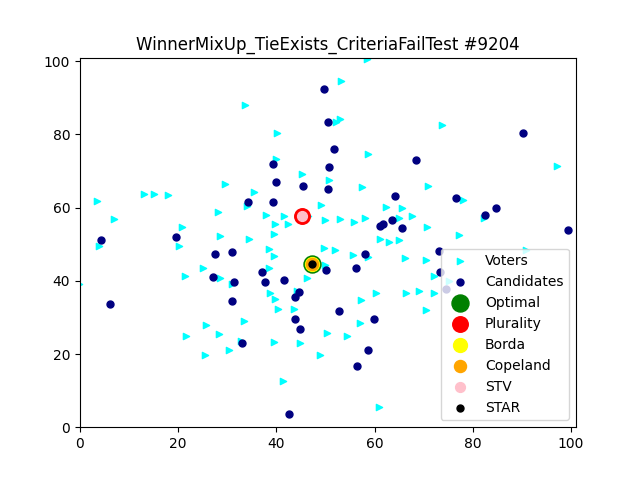 WinnerMixUp_TieExists_CriteriaFailTest #9204
100
80
60
40
20
0
0
20
40
60
80
100
Voters
Candidates
Optimal
Plurality
Borda
Copeland
STV
STAR